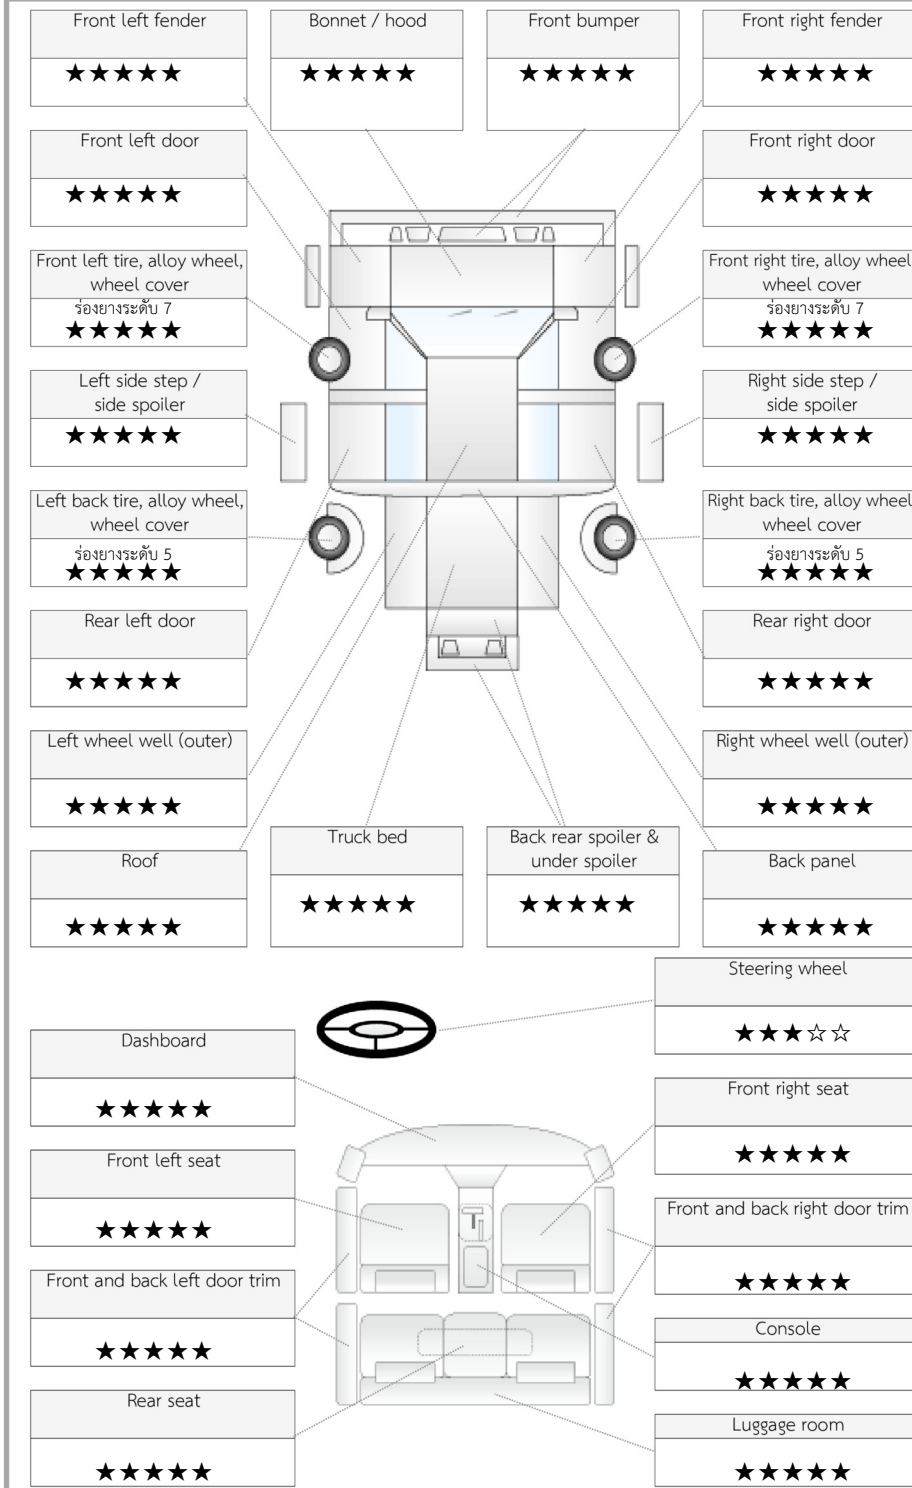 Front left fender
★★★★★
Bonnet / hood
★★★★★
Front bumper
★★★★★
Front right fender
★★★★★
Front left door
★★★★★
Front right door
★★★★★
Front left tire, alloy wheel,
wheel cover
ร่องยางระดับ 7
★★★★★
Front right tire, alloy wheel
wheel cover
ร่องยางระดับ 7
★★★★★
Left side step /
side spoiler
★★★★★
Right side step /
side spoiler
★★★★★
Left back tire, alloy wheel,
wheel cover
ร่องยางระดับ 5
★★★★★
Right back tire, alloy wheel
wheel cover
ร่องยางระดับ 5
★★★★★
Rear left door
★★★★★
Rear right door
★★★★★
Left wheel well (outer)
★★★★★
Right wheel well (outer)
★★★★★
Roof
★★★★★
Truck bed
★★★★★
Back rear spoiler &
under spoiler
★★★★★
Back panel
★★★★★
Steering wheel
★★★☆☆
Dashboard
★★★★★
Front right seat
★★★★★
Front left seat
★★★★★
Front and back right door trim
★★★★★
Front and back left door trim
★★★★★
Console
★★★★★
Rear seat
★★★★★
Luggage room
★★★★★